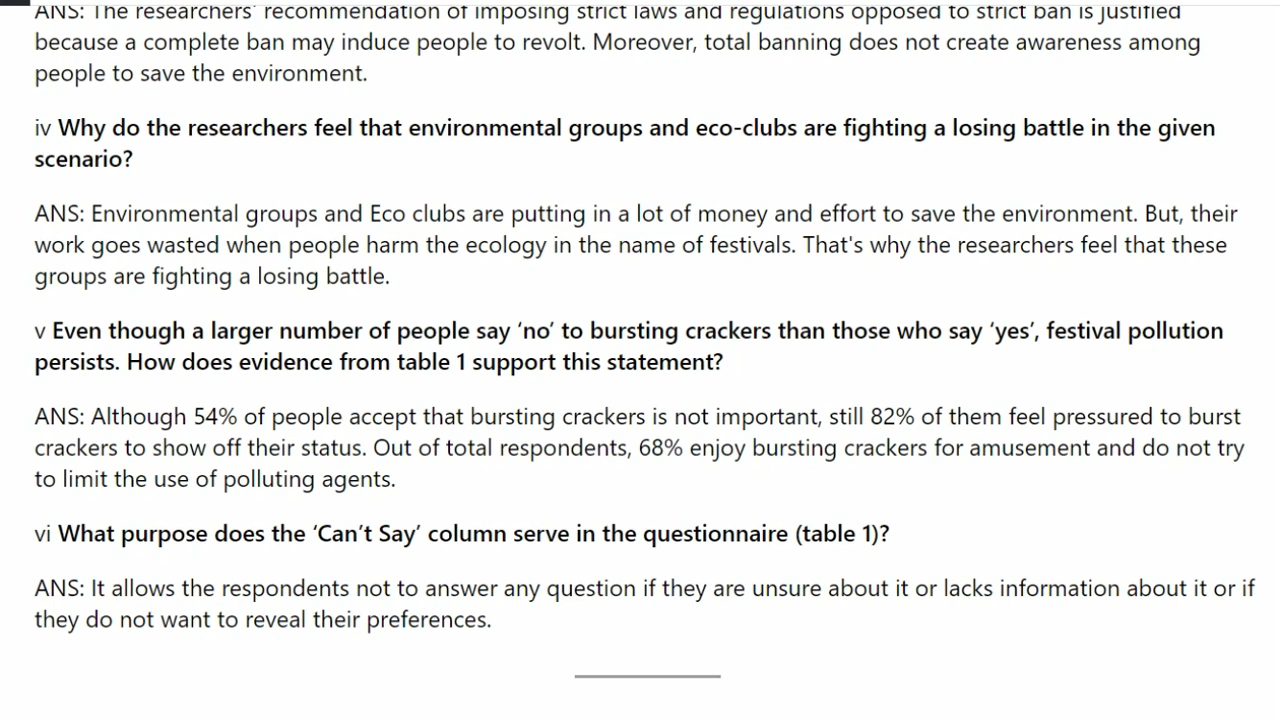 ANS: The researchers' recommendation of imposing strict laws and regulations opposed to strict ban is justified
because a complete ban may induce people to revolt. Moreover, total banning does not create awareness among
people to save the environment.
iv Why do the researchers feel that environmental groups and eco-clubs are fighting a losing battle in the given
scenario?
ANS: Environmental groups and Eco clubs are putting in a lot of money and effort to save the environment. But, their
work goes wasted when people harm the ecology in the name of festivals. That's why the researchers feel that these
groups are fighting a losing battle.
v Even though a larger number of people say ‘no’ to bursting crackers than those who say ‘yes’, festival pollution
persists. How does evidence from table 1 support this statement?
ANS: Although 54% of people accept that bursting crackers is not important, still 82% of them feel pressured to burst
crackers to show off their status. Out of total respondents, 68% enjoy bursting crackers for amusement and do not try
to limit the use of polluting agents.
vi What purpose does the ‘Can’t Say’ column serve in the questionnaire (table 1)?
ANS: It allows the respondents not to answer any question if they are unsure about it or lacks information about it or if
they do not want to reveal their preferences.